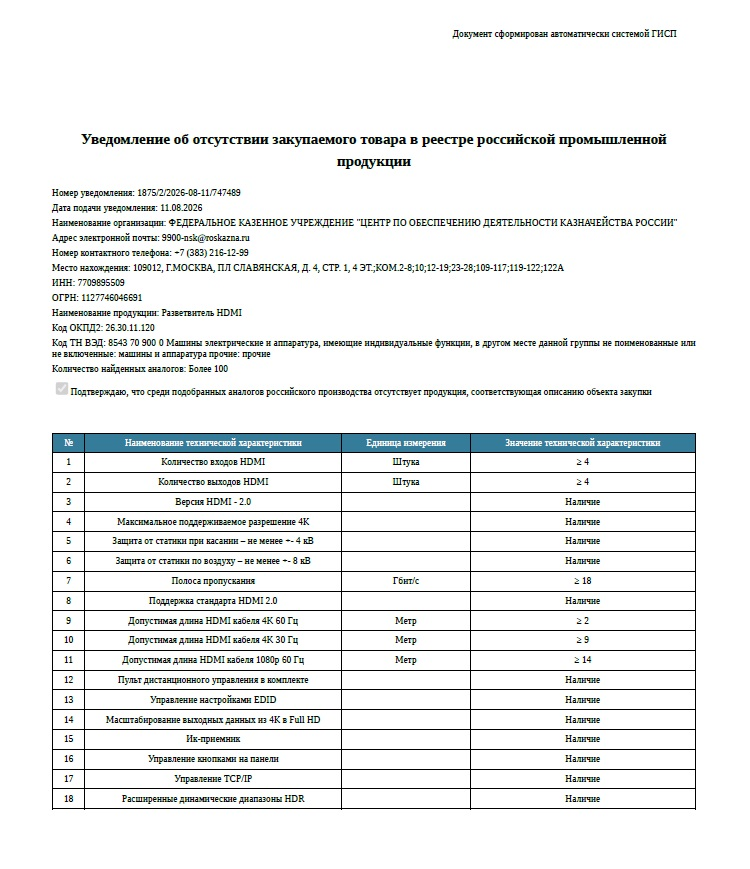 Документ сформирован автоматически системой ГИСП
Уведомление об отсутствии закупаемого товара в реестре российской промышленной
продукции
Номер уведомления: 1875/2/2026-08-11/747489
Дата подачи уведомления: 11.08.2026
Наименование организации: ФЕДЕРАЛЬНОЕ КАЗЕННОЕ УЧРЕЖДЕНИЕ "ЦЕНТР ПО ОБЕСПЕЧЕНИЮ ДЕЯТЕЛЬНОСТИ КАЗНАЧЕЙСТВА РОССИИ"
Адрес электронной почты: 9900-nsk@roskazna.ru
Номер контактного телефона: +7 (383) 216-12-99
Место нахождения: 109012, Г.МОСКВА, ПЛ СЛАВЯНСКАЯ, Д. 4, СТР. 1, 4 ЭТ.;КОМ.2-8;10;12-19;23-28;109-117;119-122;122А
ИНН: 7709895509
ОГРН: 1127746046691
Наименование продукции: Разветвитель HDMI
Код ОКПД2: 26.30.11.120
Код ТН ВЭД: 8543 70 900 0 Машины электрические и аппаратура, имеющие индивидуальные функции, в другом месте данной группы не поименованные или
не включенные: машины и аппаратура прочие: прочие
Количество найденных аналогов: Более 100
Подтверждаю, что среди подобранных аналогов российского производства отсутствует продукция, соответствующая описанию объекта закупки
№ Наименование технической характеристики Единица измерения Значение технической характеристики
1 Количество входов HDMI Штука ≥ 4
2 Количество выходов HDMI Штука ≥ 4
3 Версия HDMI - 2.0 Наличие
4 Максимальное поддерживаемое разрешение 4К Наличие
5 Защита от статики при касании – не менее +- 4 кВ Наличие
6 Защита от статики по воздуху – не менее +- 8 кВ Наличие
7 Полоса пропускания Гбит/с ≥ 18
8 Поддержка стандарта HDMI 2.0 Наличие
9 Допустимая длина HDMI кабеля 4К 60 Гц Метр ≥ 2
10 Допустимая длина HDMI кабеля 4К 30 Гц Метр ≥ 9
11 Допустимая длина HDMI кабеля 1080p 60 Гц Метр ≥ 14
12 Пульт дистанционного управления в комплекте Наличие
13 Управление настройками EDID Наличие
14 Масштабирование выходных данных из 4К в Full HD Наличие
15 Ик-приемник Наличие
16 Управление кнопками на панели Наличие
17 Управление TCP/IP Наличие
18 Расширенные динамические диапазоны HDR Наличие